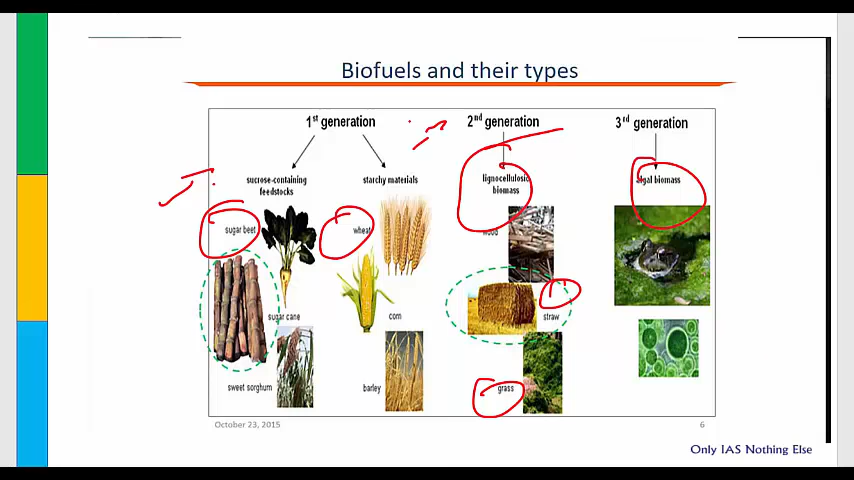 Biofuels and their types
1st generation
2nd generation
3rd generation
sucrose-containing
feedstocks
starchy materials
lignocellulosic
biomass
algal biomass
sugar beet
wheat
wood
sugar cane
corn
straw
sweet sorghum
barley
grass
October 23, 2015
6
Only IAS Nothing Else